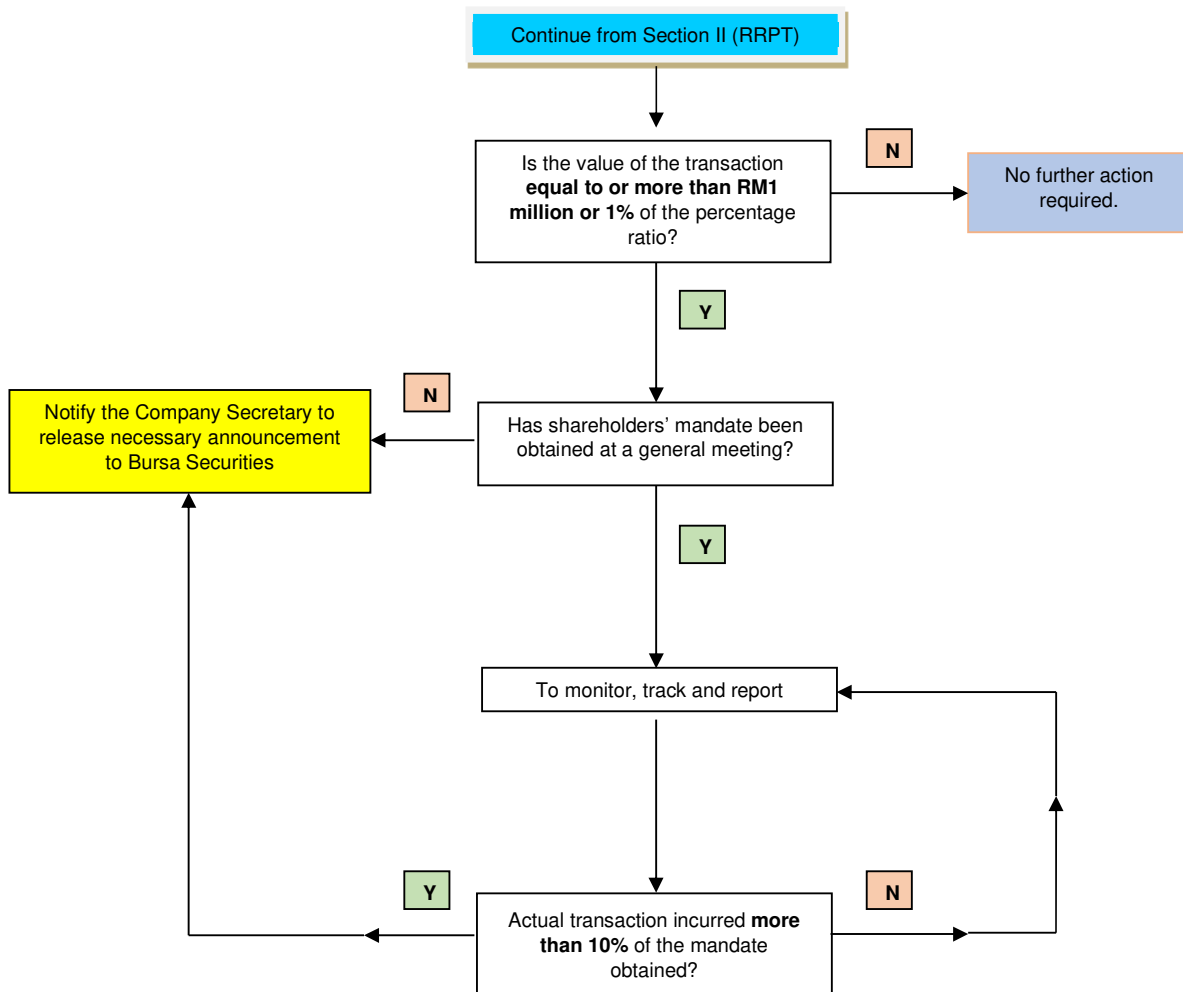 Continue from Section II (RRPT)
Is the value of the transaction
equal to or more than RM1
million or 1% of the percentage
ratio?
N
No further action
required.
Y
Notify the Company Secretary to
release necessary announcement
to Bursa Securities
N
Has shareholders’ mandate been
obtained at a general meeting?
Y
To monitor, track and report
Y
Actual transaction incurred more
than 10% of the mandate
obtained?
N